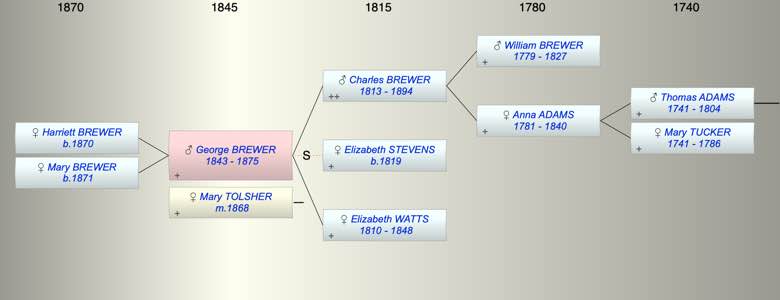 1870 1845 1815 1780 1740
♂ William BREWER
1779 - 1827
+
♂ Charles BREWER
1813 - 1894
++
♂ Thomas ADAMS
1741 - 1804
+
♀ Anna ADAMS
1781 - 1840
+
♀ Harriett BREWER
b.1870
♀ Mary TUCKER
1741 - 1786
+
♂ George BREWER
1843 - 1875
+
S
♀ Elizabeth STEVENS
b.1819
+
♀ Mary BREWER
b.1871
♀ Mary TOLSHER
m.1868
+
♀ Elizabeth WATTS
1810 - 1848
+